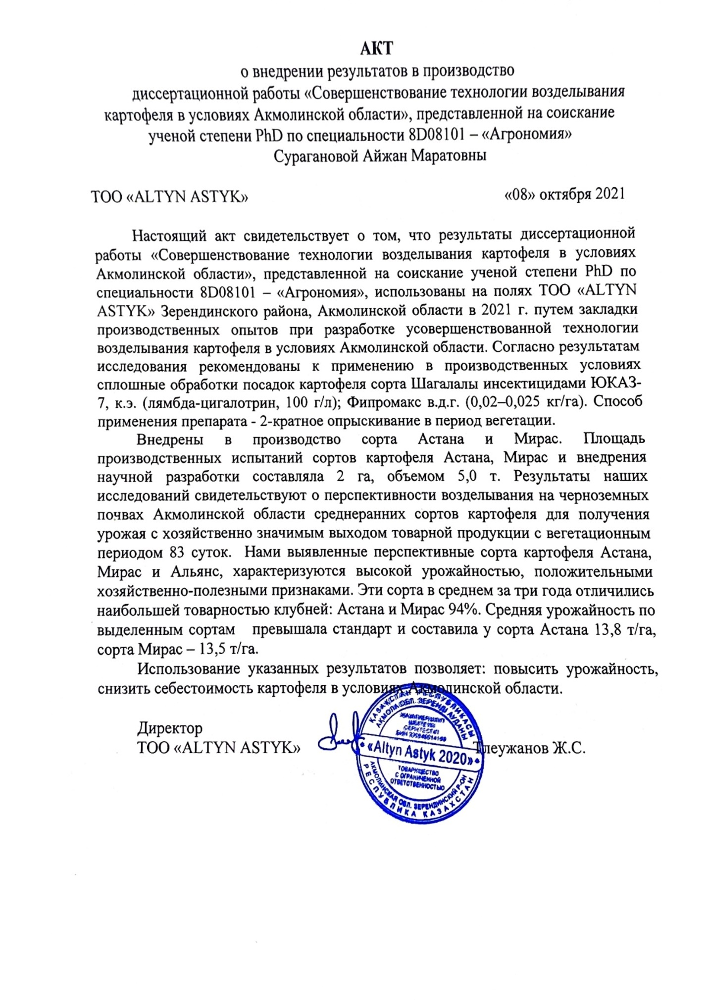 АКТ
о внедрении результатов в производство
диссертационной работы «Совершенствование технологии возделывания
картофеля в условиях Акмолинской области», представленной на соискание
ученой степени PhD по специальности 8D08101 – «Агрономия»
Сурагановой Айжан Маратовны
ТОО «ALTYN ASTYK» «08» октября 2021
Настоящий акт свидетельствует о том, что результаты диссертационной
работы «Совершенствование технологии возделывания картофеля в условиях
Акмолинской области», представленной на соискание ученой степени PhD по
специальности 8D08101 – «Агрономия», использованы на полях ТОО «ALTYN
ASTYK» Зерендинского района, Акмолинской области в 2021 г. путем закладки
производственных опытов при разработке усовершенствованной технологии
возделывания картофеля в условиях Акмолинской области. Согласно результатам
исследования рекомендованы к применению в производственных условиях
сплошные обработки посадок картофеля сорта Шагалалы инсектицидами ЮКАЗ-
7, к.э. (лямбда-цигалотрин, 100 г/л); Фипромакс в.д.г. (0,02–0,025 кг/га). Способ
применения препарата - 2-кратное опрыскивание в период вегетации.
Внедрены в производство сорта Астана и Мирас. Площадь
производственных испытаний сортов картофеля Астана, Мирас и внедрения
научной разработки составляла 2 га, объемом 5,0 т. Результаты наших
исследований свидетельствуют о перспективности возделывания на черноземных
почвах Акмолинской области среднеранних сортов картофеля для получения
урожая с хозяйственно значимым выходом товарной продукции с вегетационным
периодом 83 суток. Нами выявленные перспективные сорта картофеля Астана,
Мирас и Альянс, характеризуются высокой урожайностью, положительными
хозяйственно-полезными признаками. Эти сорта в среднем за три года отличились
наибольшей товарностью клубней: Астана и Мирас 94%. Средняя урожайность по
выделенным сортам превышала стандарт и составила у сорта Астана 13,8 т/га,
сорта Мирас – 13,5 т/га.
Использование указанных результатов позволяет: повысить урожайность,
снизить себестоимость картофеля в условиях Акмолинской области.
Директор
ТОО «ALTYN ASTYK» Тлеужанов Ж.С.
ҚАЗАҚСТАН РЕСПУБЛИКАСЫ
АҚМОЛА ОБЛ. ЗЕРЕНДІ АУДАНЫ
ЖАУАПКЕРШІЛІГІ
ШЕКТЕУЛІ
СЕРІКТЕСТІГІ
БИН
«Altyn Astyk 2020»
ТОВАРИЩЕСТВО
С ОГРАНИЧЕННОЙ
ОТВЕТСТВЕННОСТЬЮ
АКМОЛИНСКАЯ ОБЛ. ЗЕРЕНДИНСКИЙ Р-ОН
РЕСПУБЛИКА КАЗАХСТАН